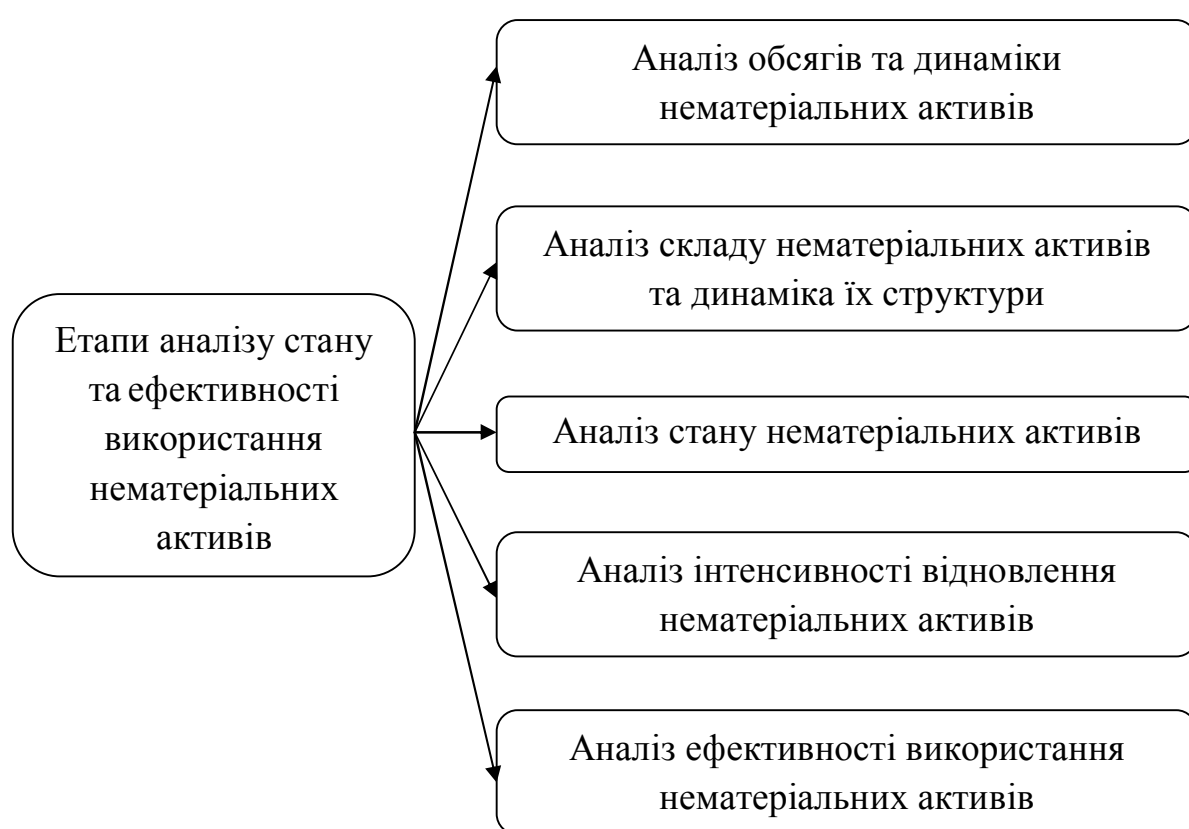 Аналіз обсягів та динаміки
нематеріальних активів
Аналіз складу нематеріальних активів
та динаміка їх структури
Етапи аналізу стану
та ефективності
використання
нематеріальних
активів
Аналіз стану нематеріальних активів
Аналіз інтенсивності відновлення
нематеріальних активів
Аналіз ефективності використання
нематеріальних активів